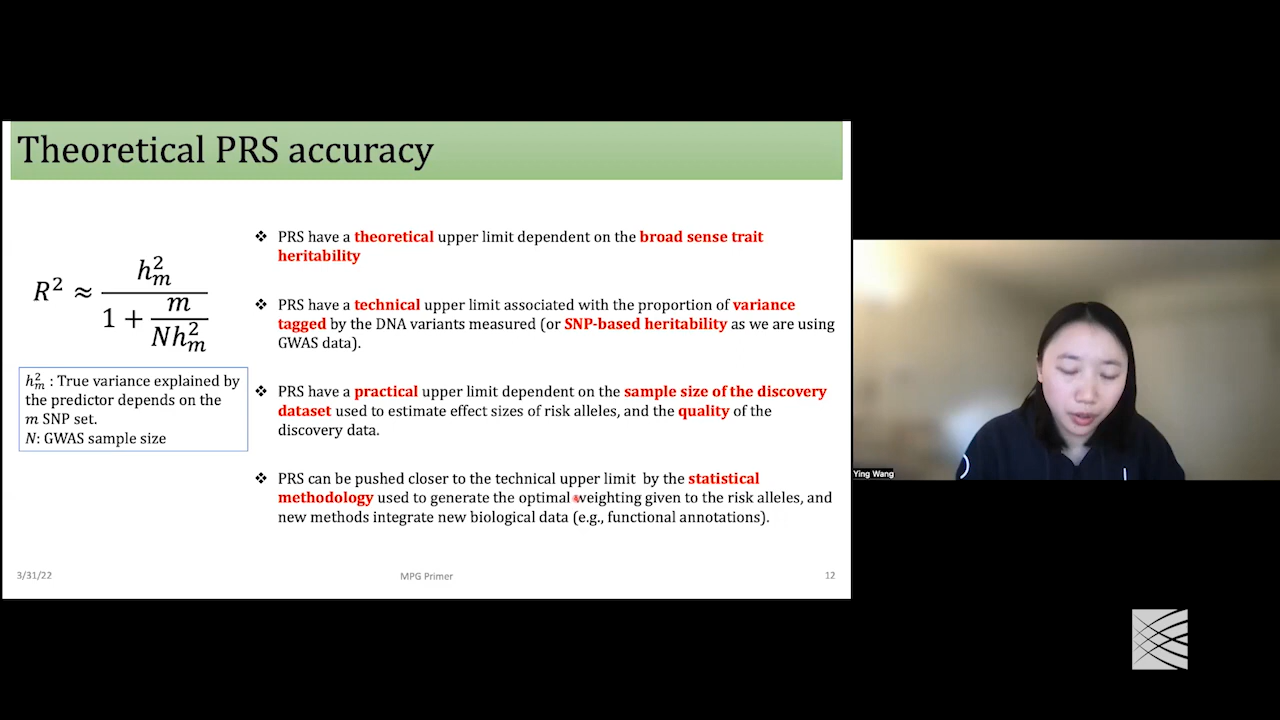 Theoretical PRS accuracy
R² ≈ h²ₘ / (1 + m / (Nh²ₘ))
h²ₘ : True variance explained by
the predictor depends on the
m SNP set.
N: GWAS sample size
❖ PRS have a theoretical upper limit dependent on the broad sense trait
heritability
❖ PRS have a technical upper limit associated with the proportion of variance
tagged by the DNA variants measured (or SNP-based heritability as we are using
GWAS data).
❖ PRS have a practical upper limit dependent on the sample size of the discovery
dataset used to estimate effect sizes of risk alleles, and the quality of the
discovery data.
❖ PRS can be pushed closer to the technical upper limit by the statistical
methodology used to generate the optimal weighting given to the risk alleles, and
new methods integrate new biological data (e.g., functional annotations).
3/31/22
MPG Primer
12
Ying Wang